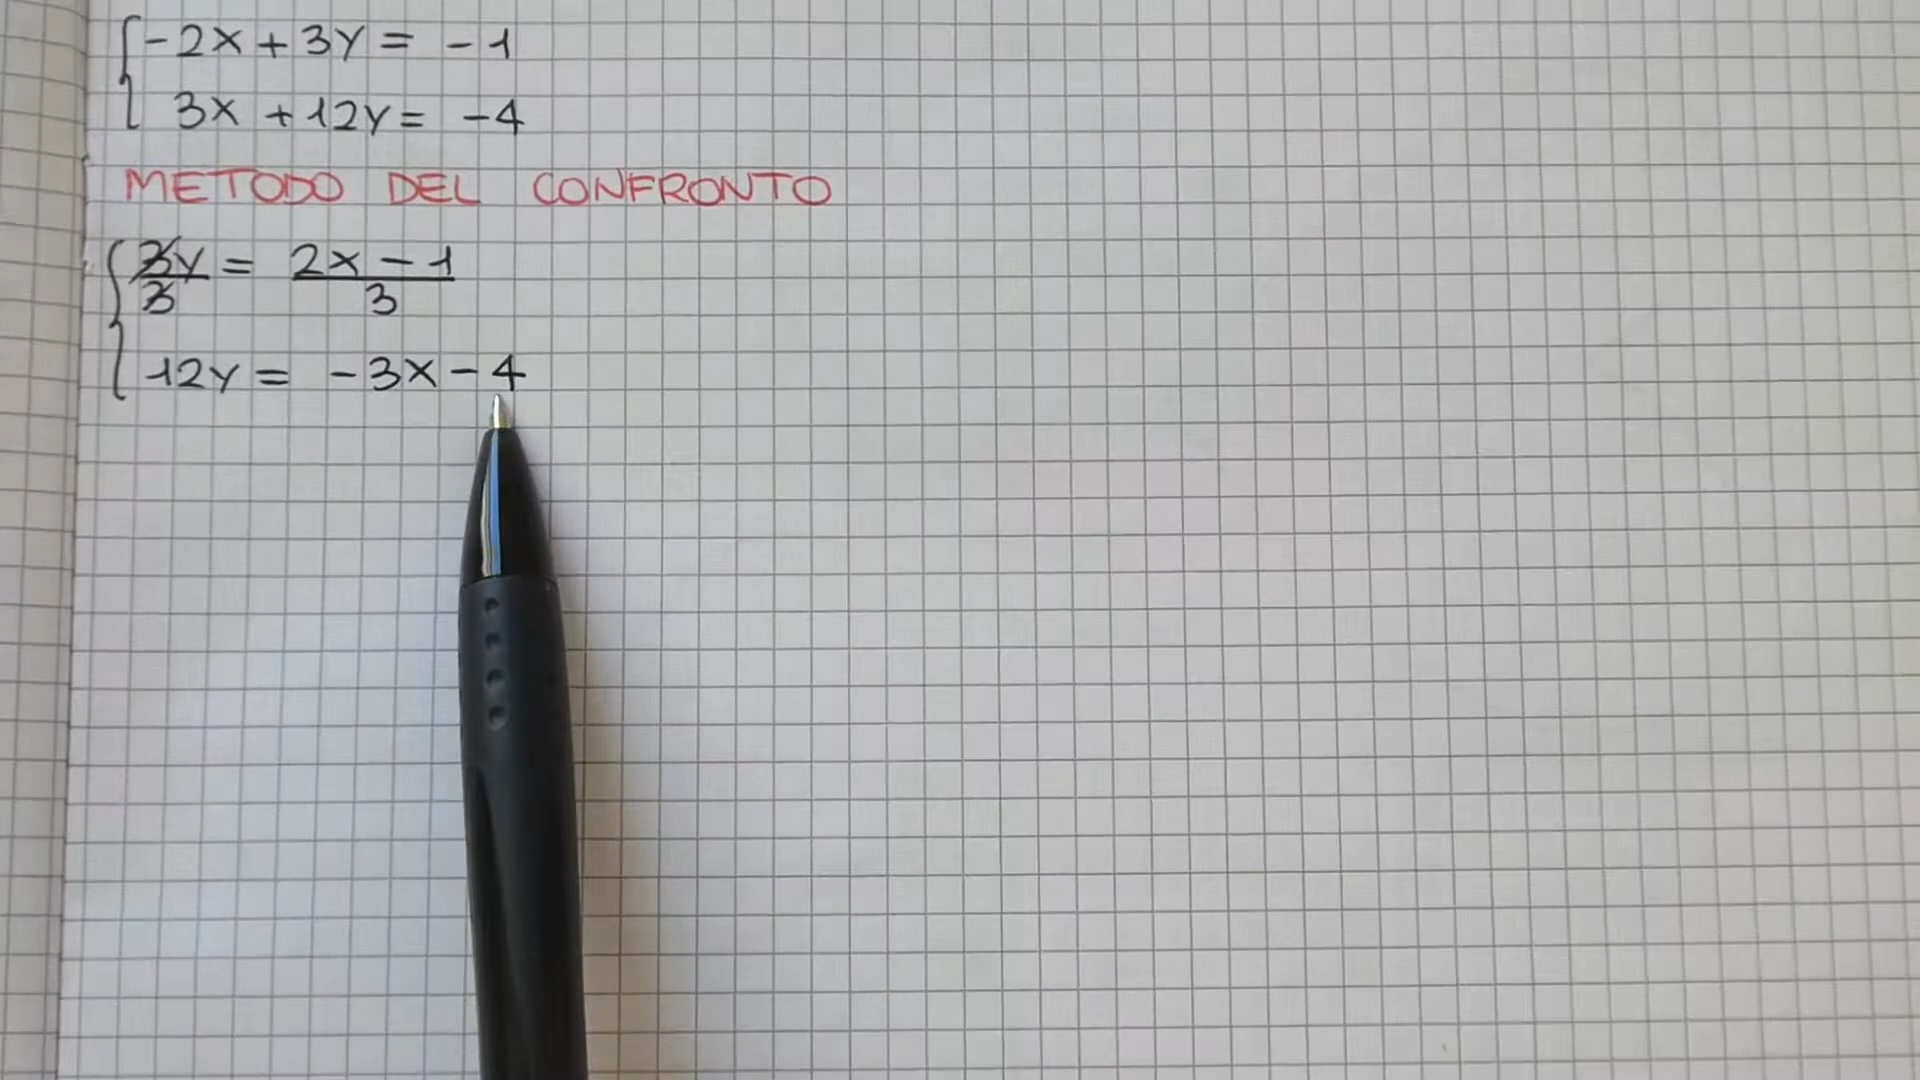 -2x + 3y = -1
3x + 12y = -4
METODO DEL CONFRONTO
3y/3 = 2x - 1/3
12y = -3x - 4